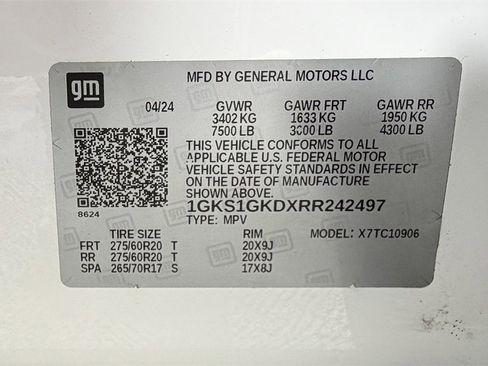 gm
MFD BY GENERAL MOTORS LLC
04/24 GVWR GAWR FRT GAWR RR
3402 KG 1633 KG 1950 KG
7500 LB 3600 LB 4300 LB
THIS VEHICLE CONFORMS TO ALL
APPLICABLE U.S. FEDERAL MOTOR
VEHICLE SAFETY STANDARDS IN EFFECT
ON THE DATE OF MANUFACTURE
SHOWN ABOVE.
8624 1GKS1GKDXRR242497
TYPE: MPV
TIRE SIZE RIM MODEL: X7TC10906
FRT 275/60R20 T 20X9J
RR 275/60R20 T 20X9J
SPA 265/70R17 S 17X8J